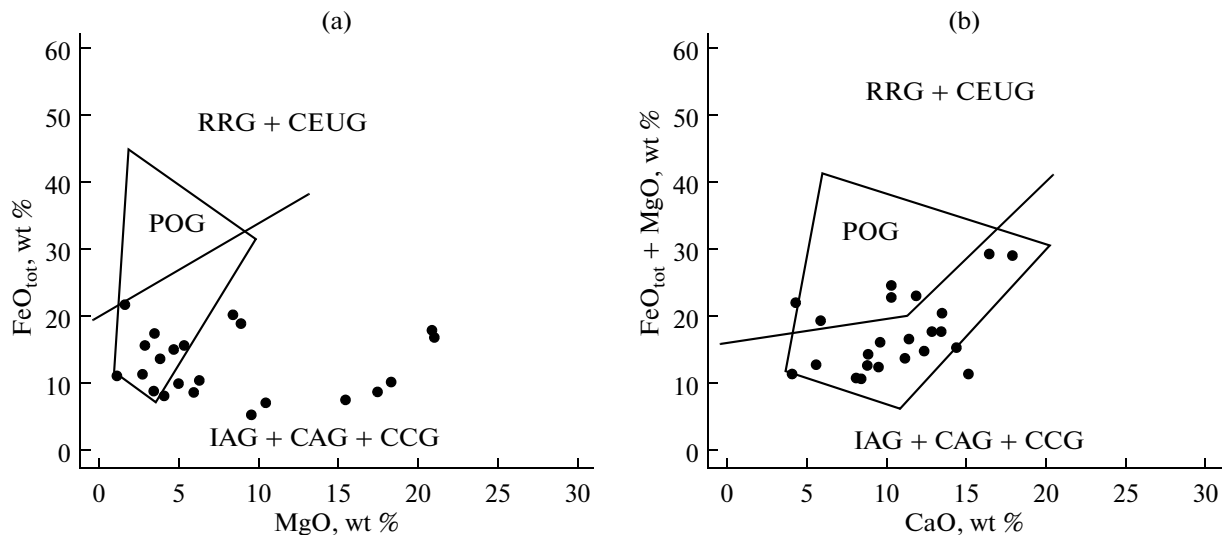 (a)
60
50
40
30
20
10
0
FeO_tot, wt %
RRG + CEUG
POG
IAG + CAG + CCG
0 5 10 15 20 25 30
MgO, wt %
(b)
60
50
40
30
20
10
0
FeO_tot + MgO, wt %
RRG + CEUG
POG
IAG + CAG + CCG
0 5 10 15 20 25 30
CaO, wt %